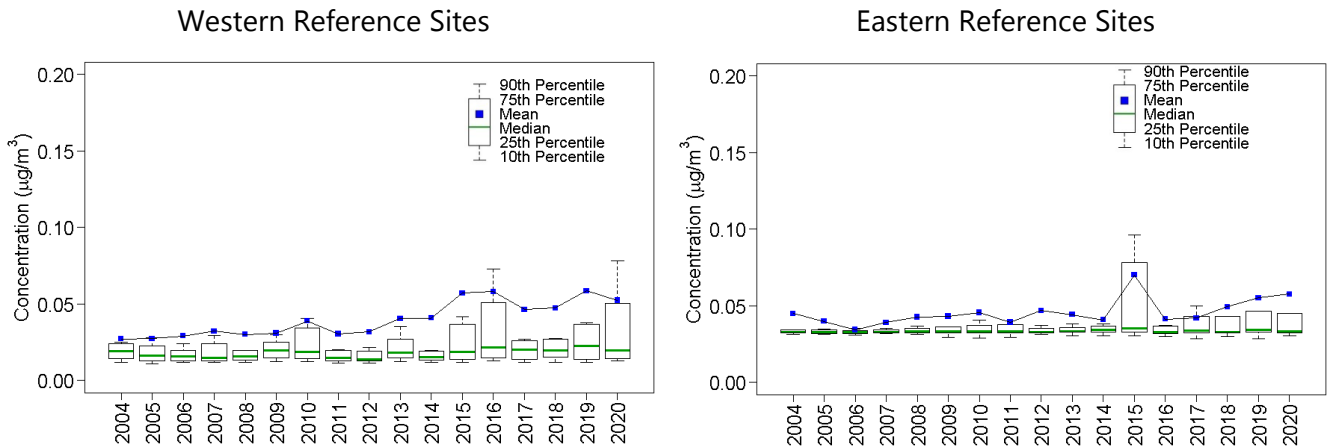 Western Reference Sites
Concentration (μg/m³)
0.20
0.15
0.10
0.05
0.00
90th Percentile
75th Percentile
Mean
Median
25th Percentile
10th Percentile
2004
2005
2006
2007
2008
2009
2010
2011
2012
2013
2014
2015
2016
2017
2018
2019
2020
Eastern Reference Sites
Concentration (μg/m³)
0.20
0.15
0.10
0.05
0.00
90th Percentile
75th Percentile
Mean
Median
25th Percentile
10th Percentile
2004
2005
2006
2007
2008
2009
2010
2011
2012
2013
2014
2015
2016
2017
2018
2019
2020